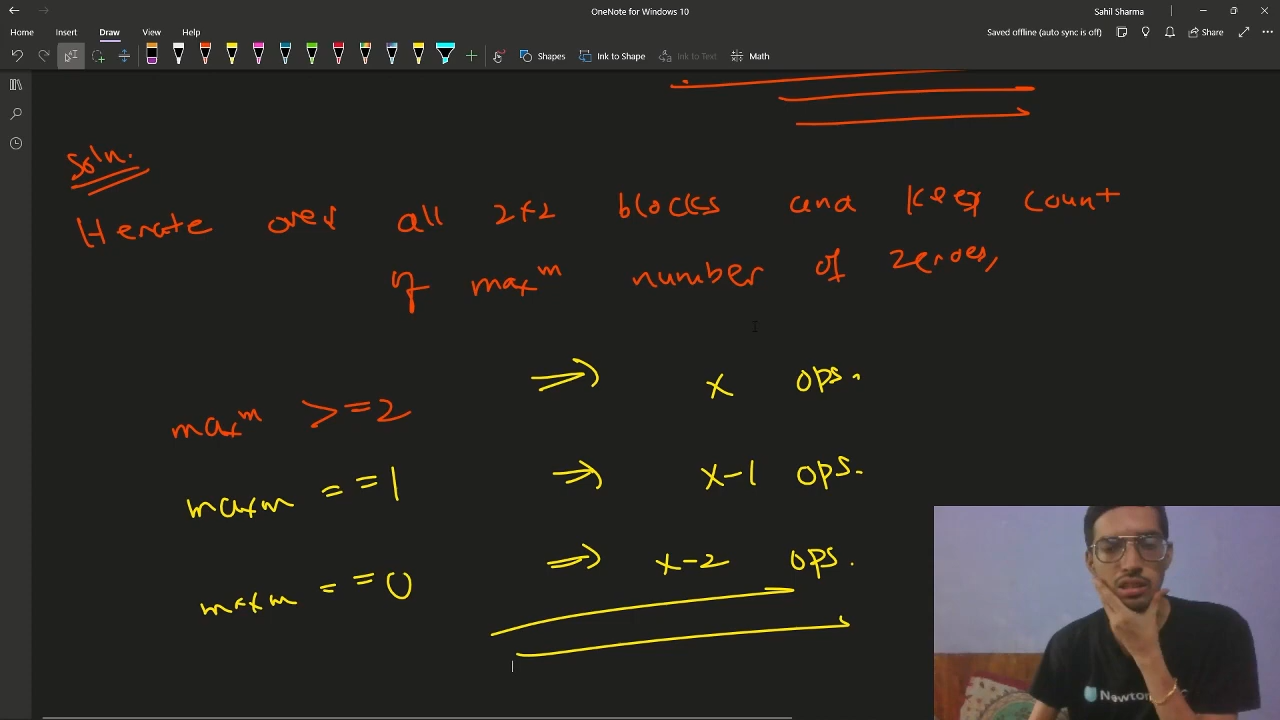 OneNote for Windows 10
Sahil Sharma
Home Insert Draw View Help
Saved offline (auto sync is off)
Share
Shapes Ink to Shape Ink to Text Math
Soln.
Iterate over all 2x2 blocks and keep count
of maxm number of zeroes,
maxm >=2 => x ops.
maxm ==1 => x-1 ops.
maxm ==0 => x-2 ops.
Newton